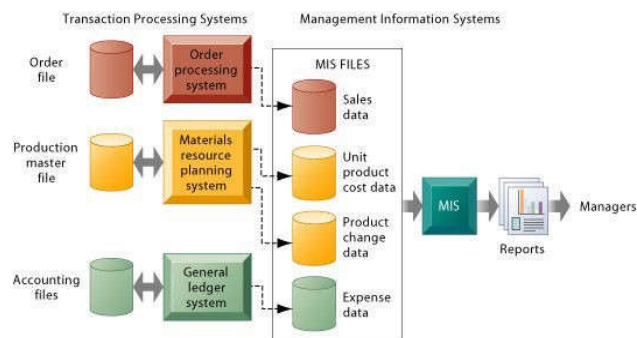 Transaction Processing Systems
Management Information Systems
Order
file
Order
processing
system
MIS FILES
Sales
data
Production
master
file
Materials
resource
planning
system
Unit
product
cost data
MIS
Managers
Reports
Product
change
data
Accounting
files
General
ledger
system
Expense
data